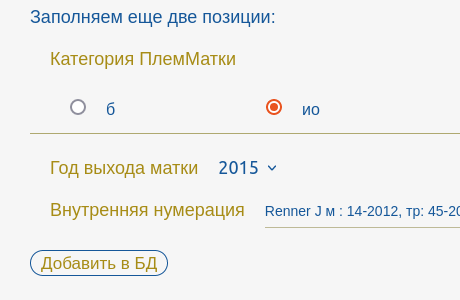 Заполняем еще две позиции:
Категория ПлемМатки
б ио
Год выхода матки 2015
Внутренняя нумерация Renner J м : 14-2012, тр: 45-20
Добавить в БД